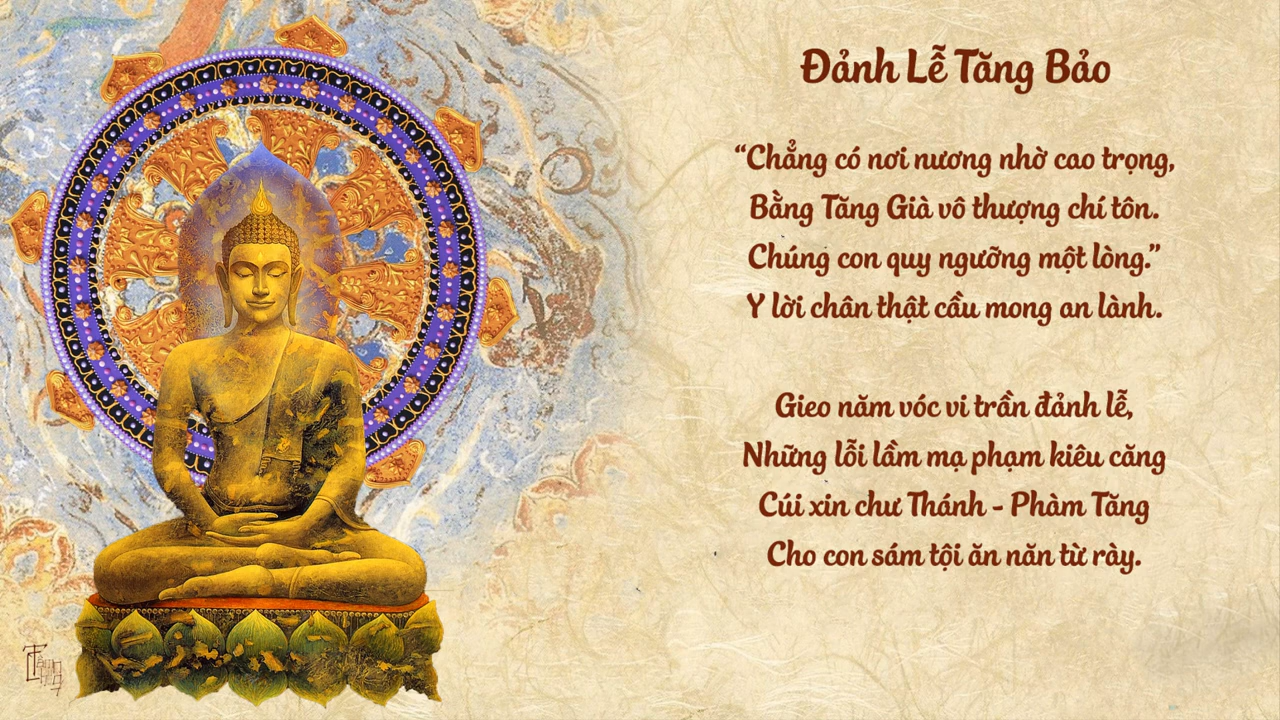 Đảnh Lễ Tăng Bảo
“Chẳng có nơi nương nhờ cao trọng,
Bằng Tăng Già vô thượng chí tôn.
Chúng con quy ngưỡng một lòng.”
Y lời chân thật cầu mong an lành.
Gieo năm vóc vi trần đảnh lễ,
Những lỗi lầm mạ phạm kiêu căng
Cúi xin chư Thánh - Phàm Tăng
Cho con sám tội ăn năn từ rày.